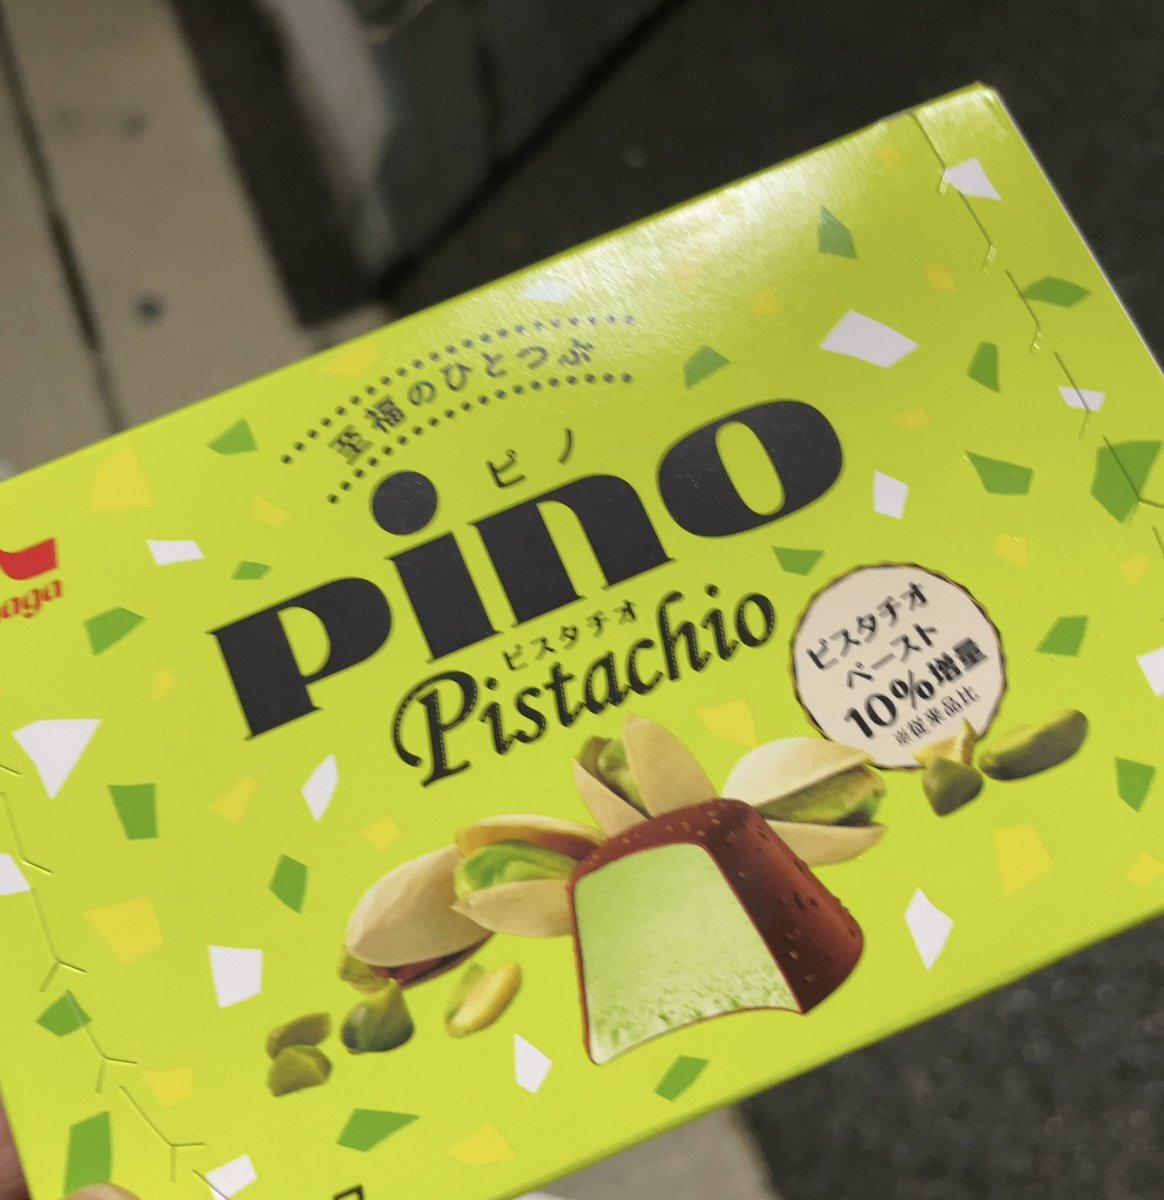 至福のひとつぶ
ピノ
pino
ピスタチオ
Pistachio
ピスタチオ
ペースト
10%増量
※従来品比